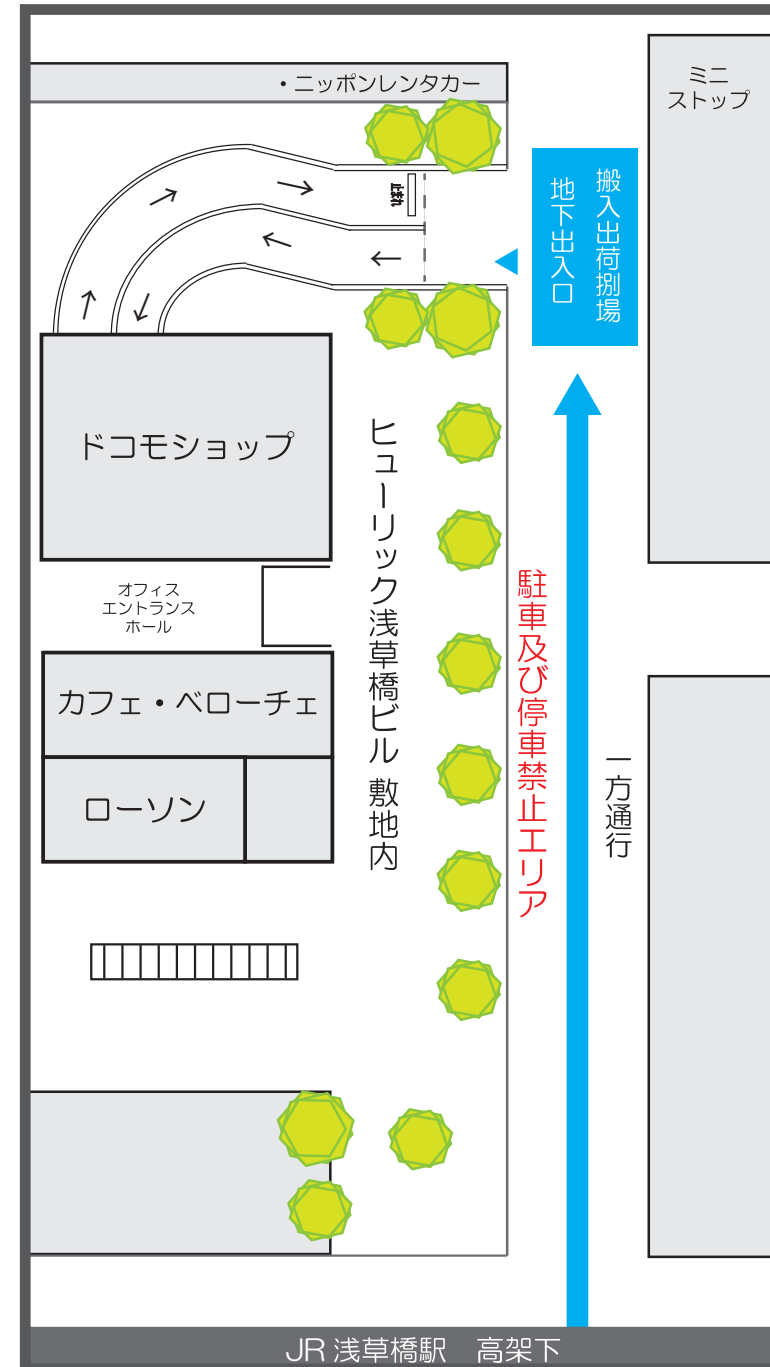 ・ニッポンレンタカー
ミニ
ストップ
搬入出荷捌場
地下出入口
止まれ
ドコモショップ
ヒューリック浅草橋ビル 敷地内
オフィス
エントランス
ホール
駐車及び停車禁止エリア
カフェ・ベローチェ
一方通行
ローソン
JR 浅草橋駅　高架下